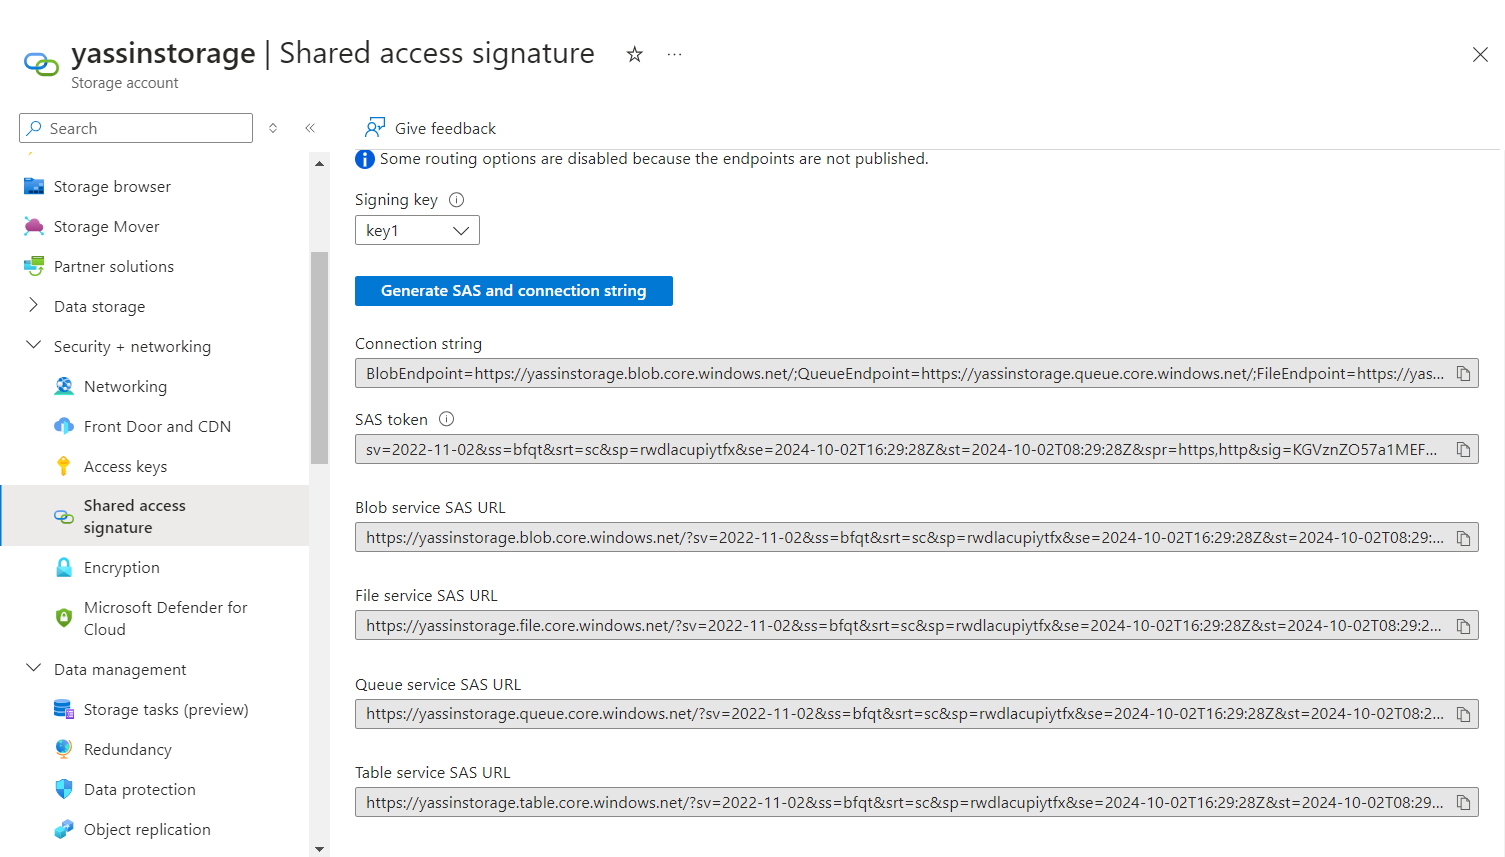 yassinstorage | Shared access signature
Storage account
Search
Give feedback
Storage browser
Storage Mover
Partner solutions
Data storage
Security + networking
Networking
Front Door and CDN
Access keys
Shared access
signature
Encryption
Microsoft Defender for
Cloud
Data management
Storage tasks (preview)
Redundancy
Data protection
Object replication
Some routing options are disabled because the endpoints are not published.
Signing key
key1
Generate SAS and connection string
Connection string
BlobEndpoint=https://yassinstorage.blob.core.windows.net/;QueueEndpoint=https://yassinstorage.queue.core.windows.net/;FileEndpoint=https://yas...
SAS token
sv=2022-11-02&ss=bfqt&srt=sc&sp=rwdlacupiytfx&se=2024-10-02T16:29:28Z&st=2024-10-02T08:29:28Z&spr=https,http&sig=KGVznZO57a1MEF...
Blob service SAS URL
https://yassinstorage.blob.core.windows.net/?sv=2022-11-02&ss=bfqt&srt=sc&sp=rwdlacupiytfx&se=2024-10-02T16:29:28Z&st=2024-10-02T08:29:...
File service SAS URL
https://yassinstorage.file.core.windows.net/?sv=2022-11-02&ss=bfqt&srt=sc&sp=rwdlacupiytfx&se=2024-10-02T16:29:28Z&st=2024-10-02T08:29:2...
Queue service SAS URL
https://yassinstorage.queue.core.windows.net/?sv=2022-11-02&ss=bfqt&srt=sc&sp=rwdlacupiytfx&se=2024-10-02T16:29:28Z&st=2024-10-02T08:2...
Table service SAS URL
https://yassinstorage.table.core.windows.net/?sv=2022-11-02&ss=bfqt&srt=sc&sp=rwdlacupiytfx&se=2024-10-02T16:29:28Z&st=2024-10-02T08:29...